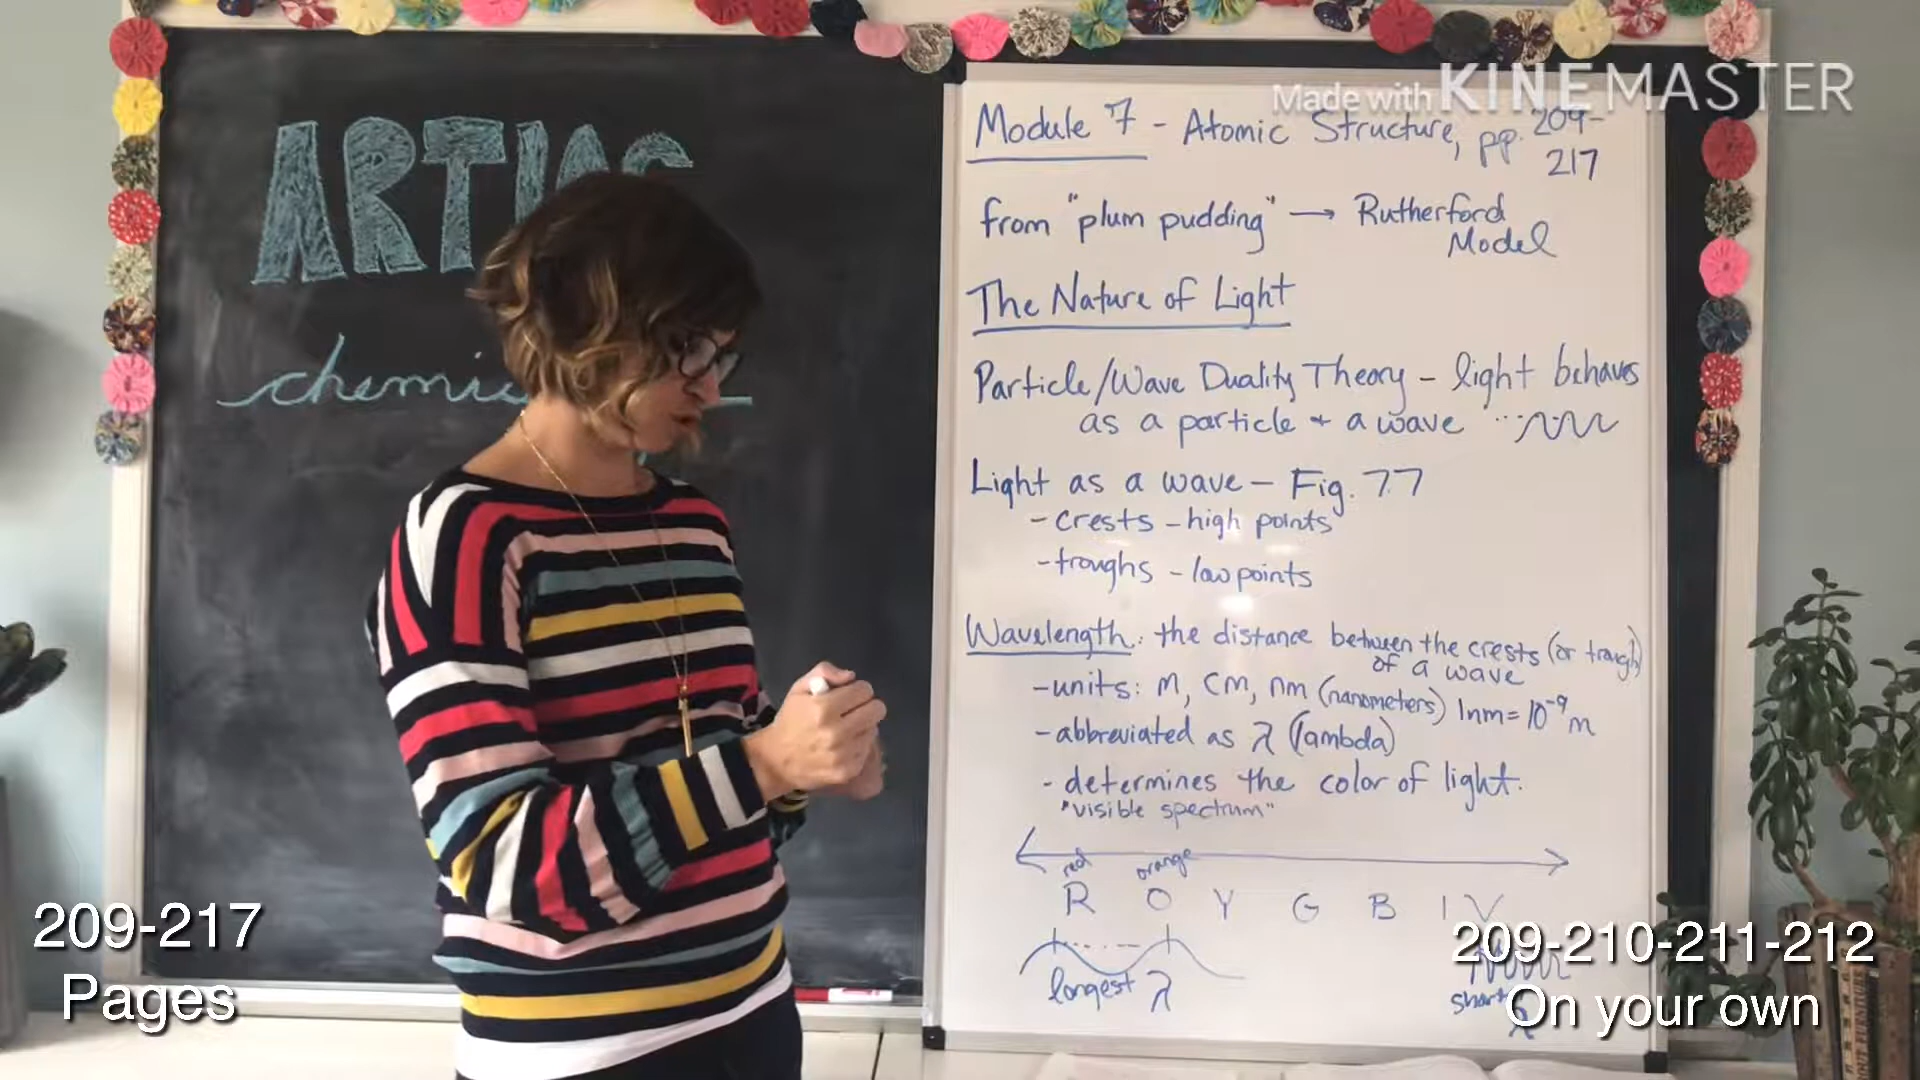 Made with KINEMASTER
ARTIOS
chemis
Module 7 - Atomic Structure, pp. 209-
217
from "plum pudding" → Rutherford
Model
The Nature of Light
Particle/Wave Duality Theory - light behaves
as a particle + a wave
Light as a wave - Fig. 7.7
- crests - high points
- troughs - low points
Wavelength: the distance between the crests (or trough)
of a wave
- units: m, cm, nm (nanometers) 1nm = 10⁻⁹ m
- abbreviated as λ (lambda)
- determines the color of light.
"visible spectrum"
red orange
R O Y G B I V
longest λ
short
λ
209-217
Pages
209-210-211-212
On your own